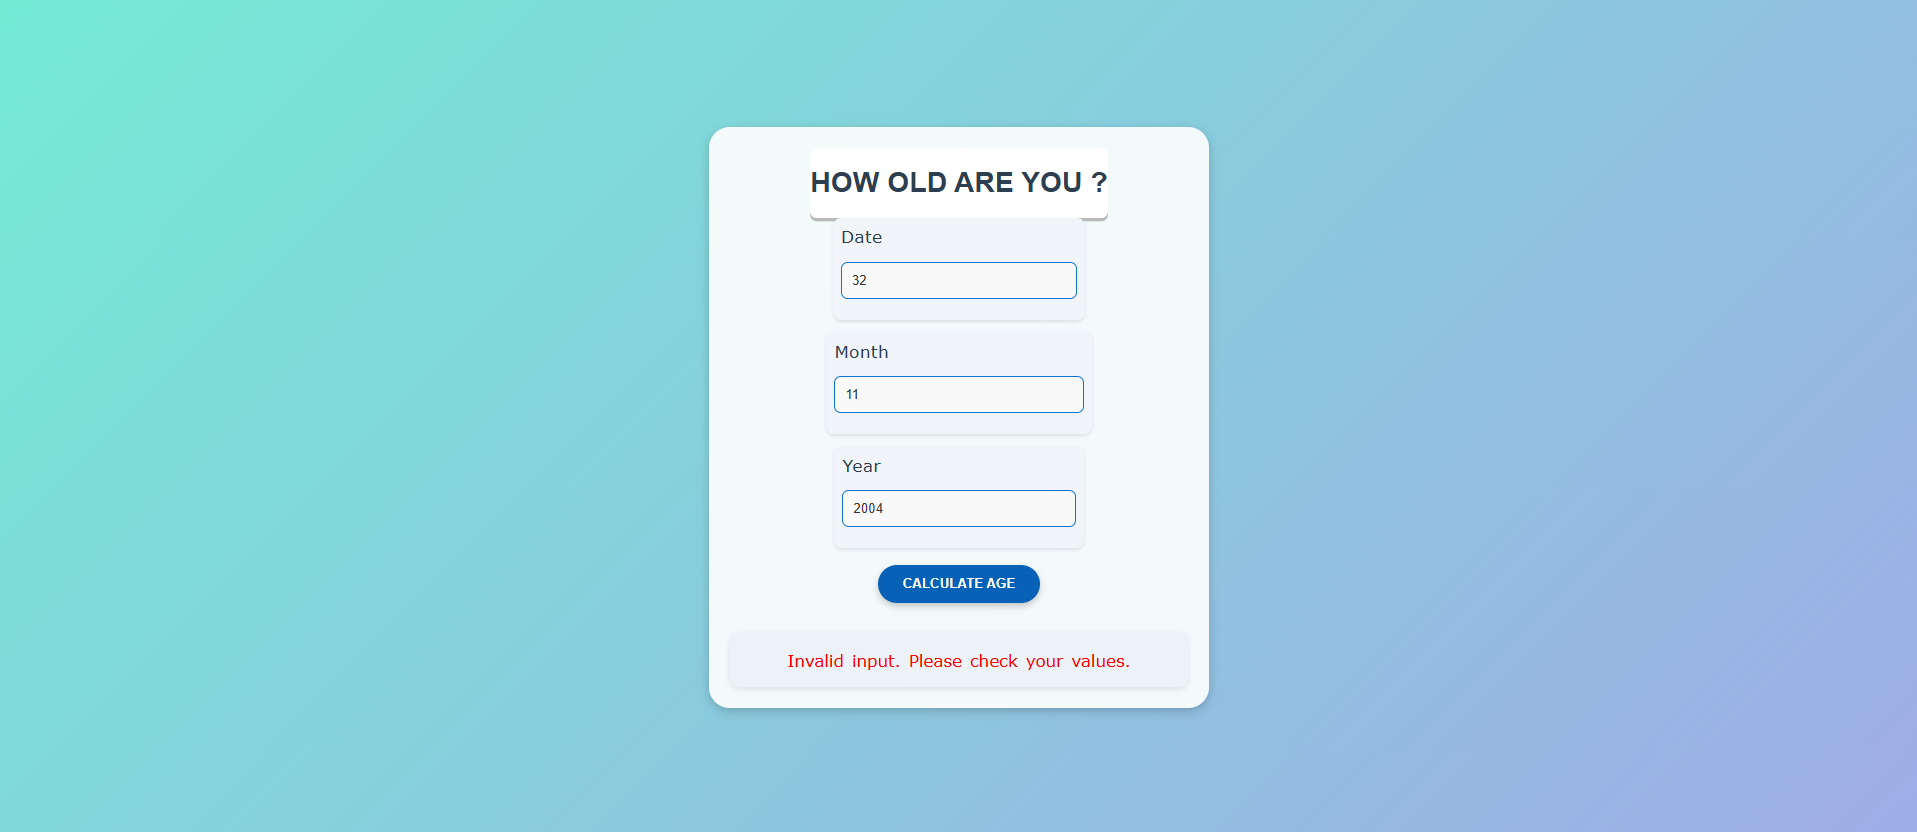 HOW OLD ARE YOU ?
Date
32
Month
11
Year
2004
CALCULATE AGE
Invalid input. Please check your values.